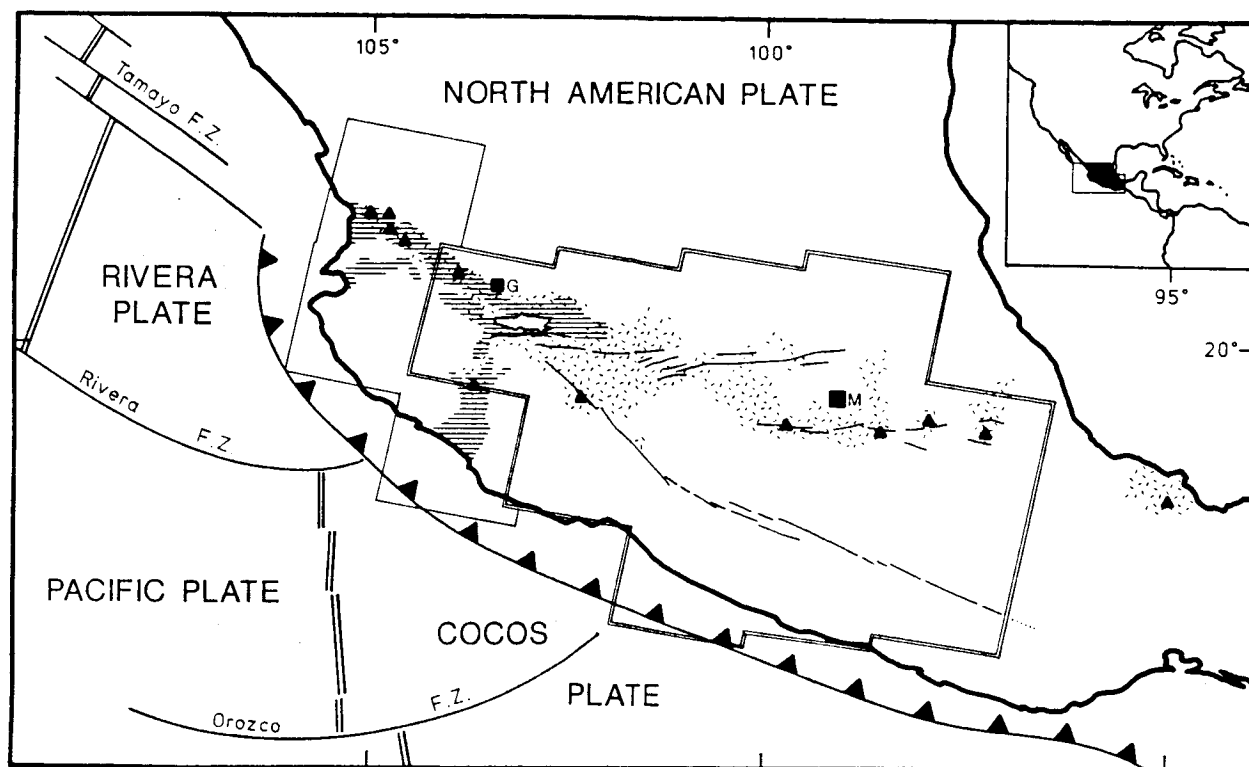 105°
100°
NORTH AMERICAN PLATE
Tamayo F.Z.
RIVERA
PLATE
G
95°
20°
M
Rivera
F.Z.
PACIFIC PLATE
COCOS
PLATE
Orozco
F.Z.